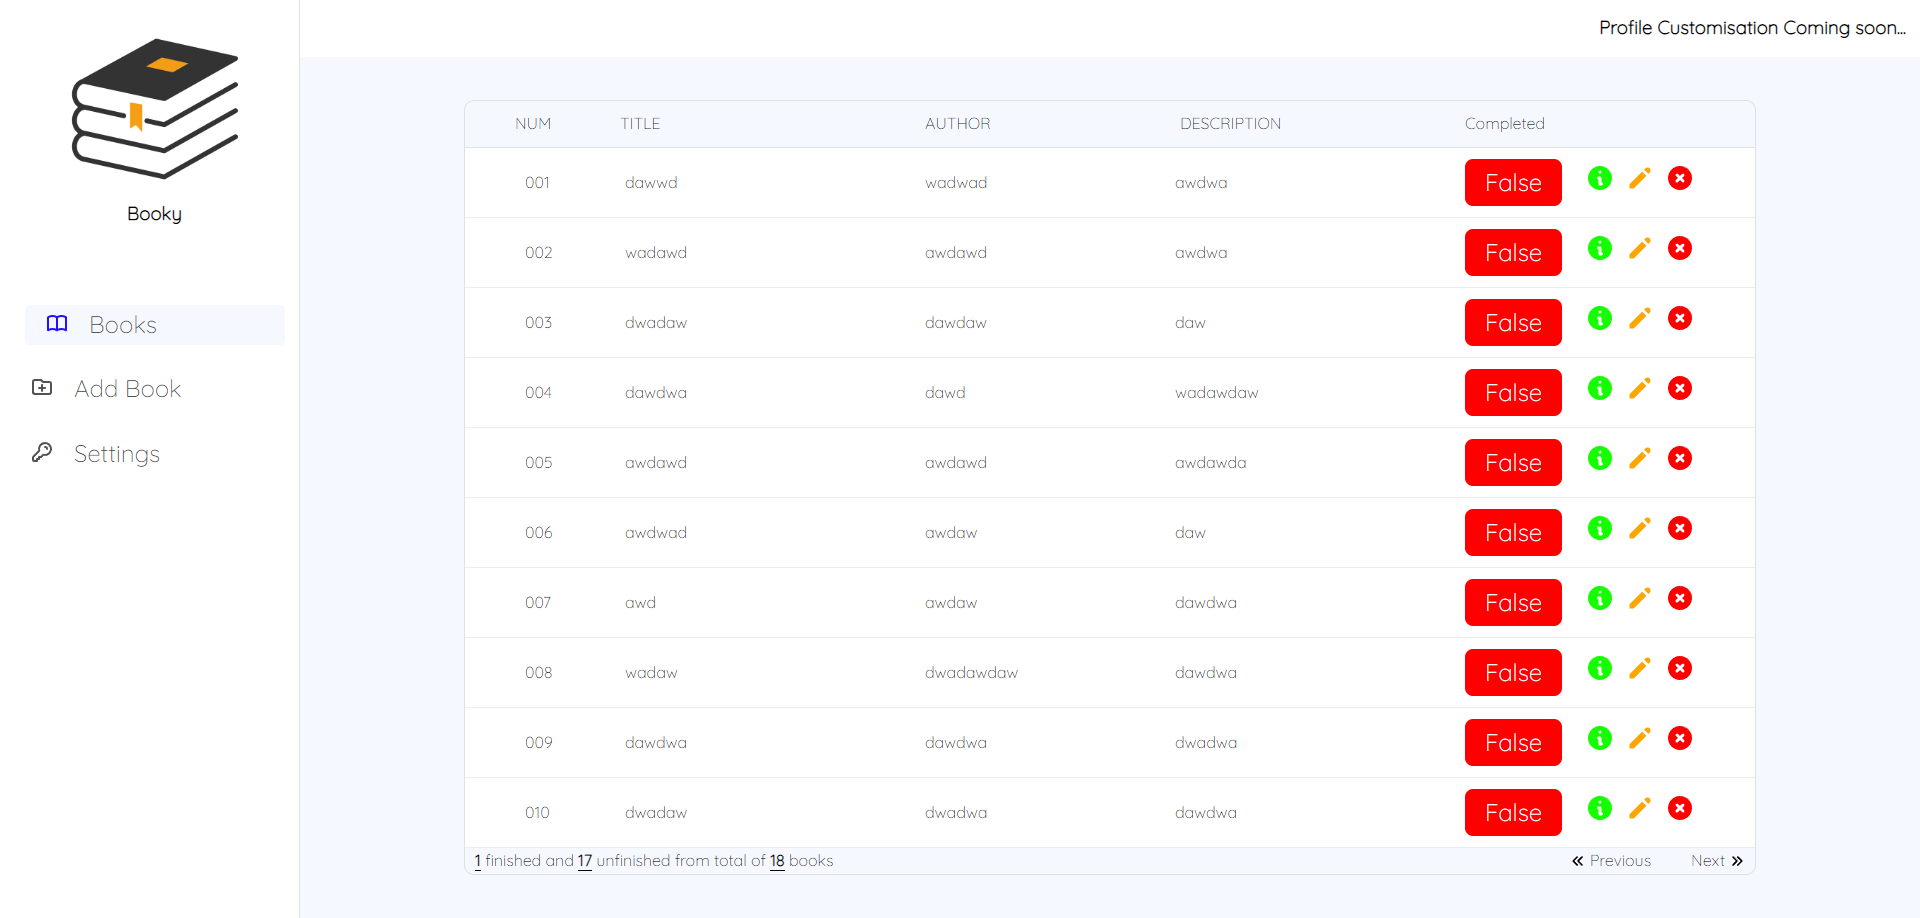 Profile Customisation Coming soon...
Booky
Books
Add Book
Settings
NUM TITLE AUTHOR DESCRIPTION Completed
001 dawwd wadwad awdwa False
002 wadawd awdawd awdwa False
003 dwadaw dawdaw daw False
004 dawdwa dawd wadawdaw False
005 awdawd awdawd awdawda False
006 awdwad awdaw daw False
007 awd awdaw dawdwa False
008 wadaw dwadawdaw dawdwa False
009 dawdwa dawdwa dwadwa False
010 dwadaw dwadwa dawdwa False
1 finished and 17 unfinished from total of 18 books « Previous Next »